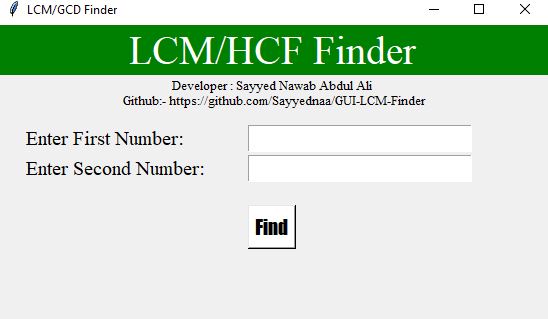 LCM/GCD Finder
LCM/HCF Finder
Developer : Sayyed Nawab Abdul Ali
Github:- https://github.com/Sayyednaa/GUI-LCM-Finder
Enter First Number:
Enter Second Number:
Find